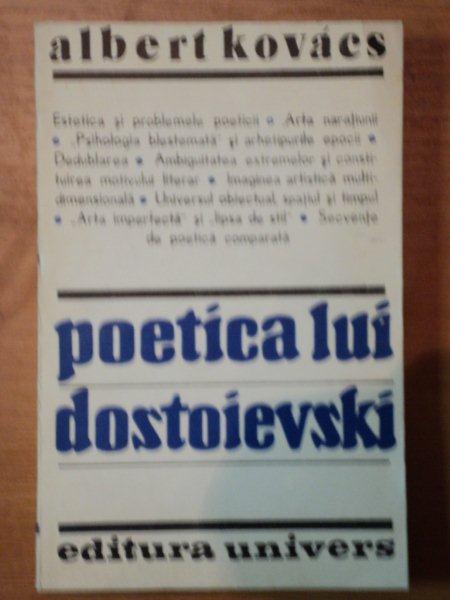 albert kovács
Estetica și problemele poeticii • „Arta narațiunii
• „Psihologia blestemată" și arhetipurile epocii •
Dedublarea • Ambiguitatea extremelor și consti-
tuirea motivului literar • Imaginea artistică multi-
dimensională • Universul obiectual, spațiul și timpul
• „Arta imperfectă" și „lipsa de stil" • Secvențe
de poetică comparată
poetica lui
dostoievski
editura univers